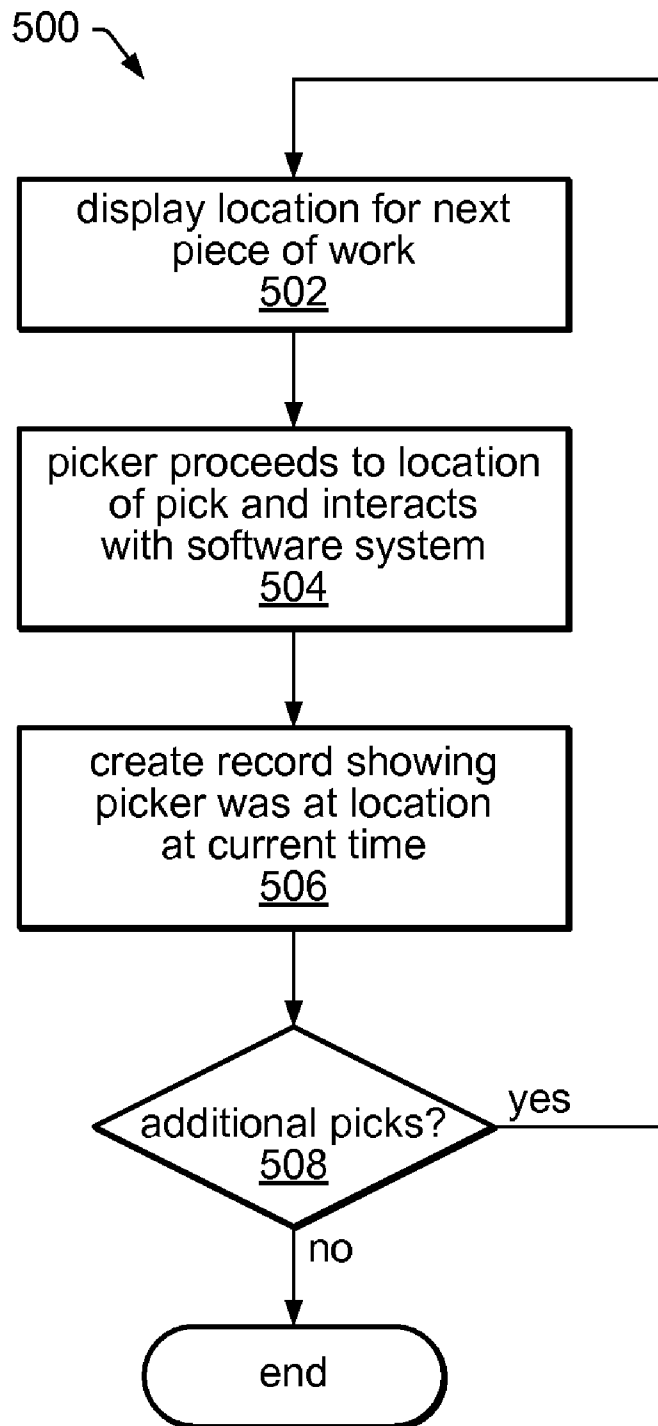 500
display location for next
piece of work
502
picker proceeds to location
of pick and interacts
with software system
504
create record showing
picker was at location
at current time
506
additional picks?
508
yes
no
end